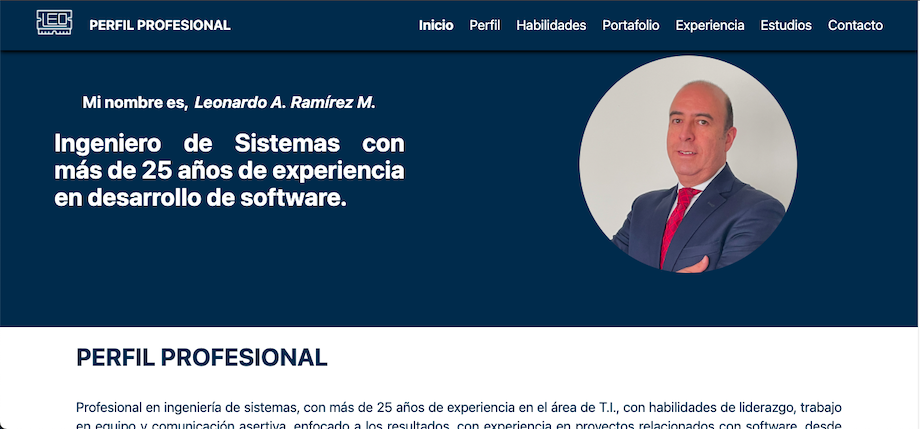 LEO
PERFIL PROFESIONAL
Inicio Perfil Habilidades Portafolio Experiencia Estudios Contacto
Mi nombre es, Leonardo A. Ramírez M.
Ingeniero de Sistemas con
más de 25 años de experiencia
en desarrollo de software.
PERFIL PROFESIONAL
Profesional en ingeniería de sistemas, con más de 25 años de experiencia en el área de T.I., con habilidades de liderazgo, trabajo
en equipo y comunicación asertiva, enfocado a los resultados, con experiencia en proyectos relacionados con software, desde